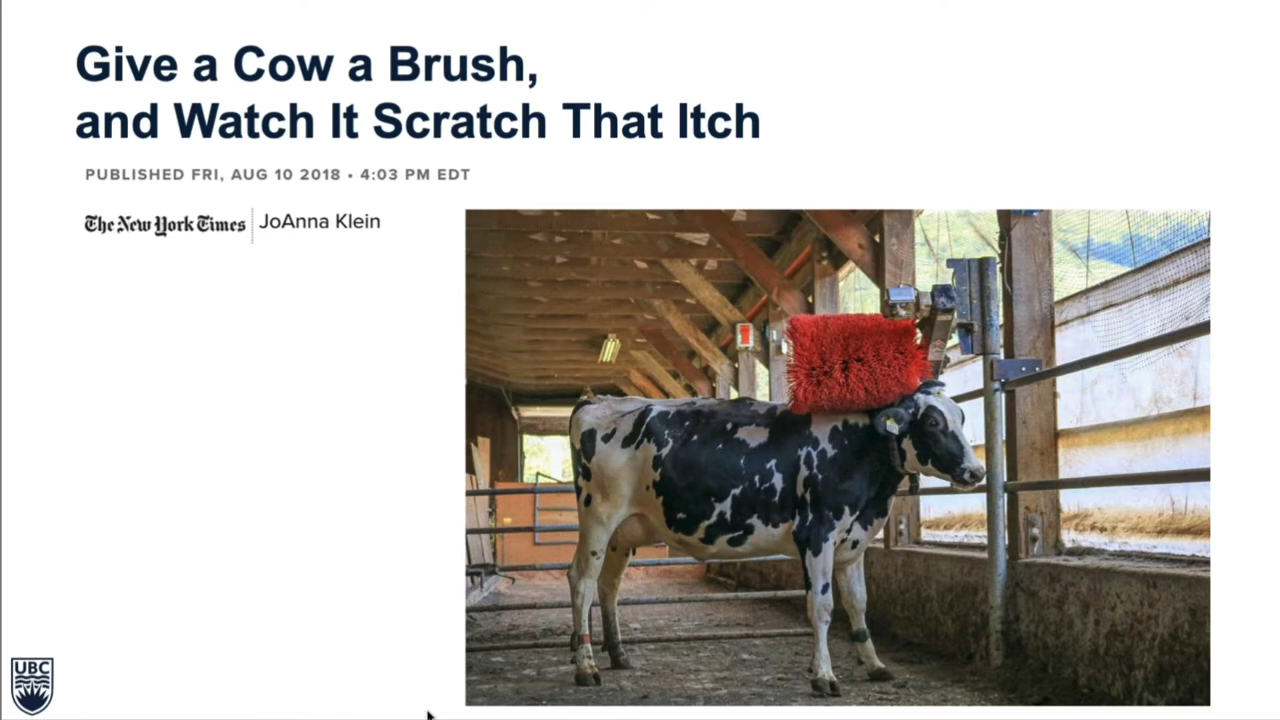 Give a Cow a Brush,
and Watch It Scratch That Itch
PUBLISHED FRI, AUG 10 2018 • 4:03 PM EDT
The New York Times | JoAnna Klein
UBC